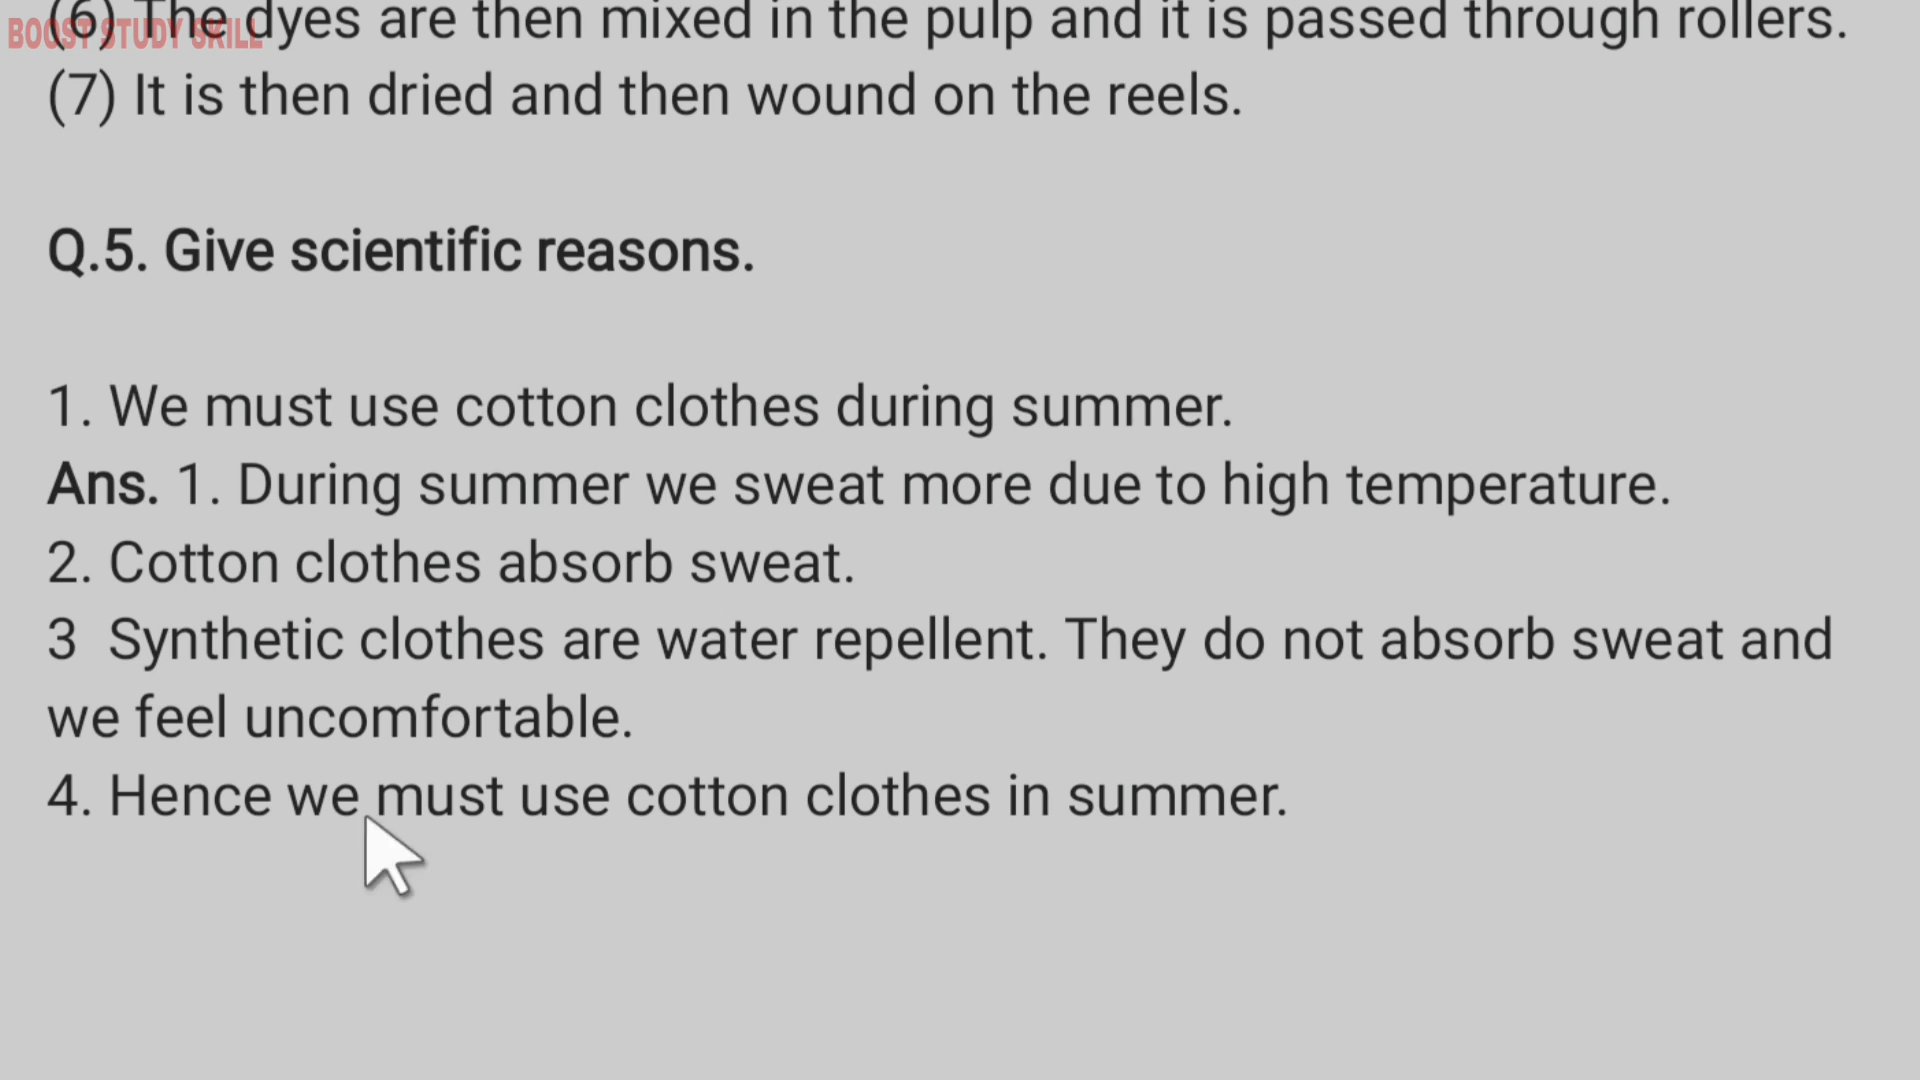 BOOST STUDY SKILL
(6) The dyes are then mixed in the pulp and it is passed through rollers.
(7) It is then dried and then wound on the reels.
Q.5. Give scientific reasons.
1. We must use cotton clothes during summer.
Ans. 1. During summer we sweat more due to high temperature.
2. Cotton clothes absorb sweat.
3 Synthetic clothes are water repellent. They do not absorb sweat and
we feel uncomfortable.
4. Hence we must use cotton clothes in summer.